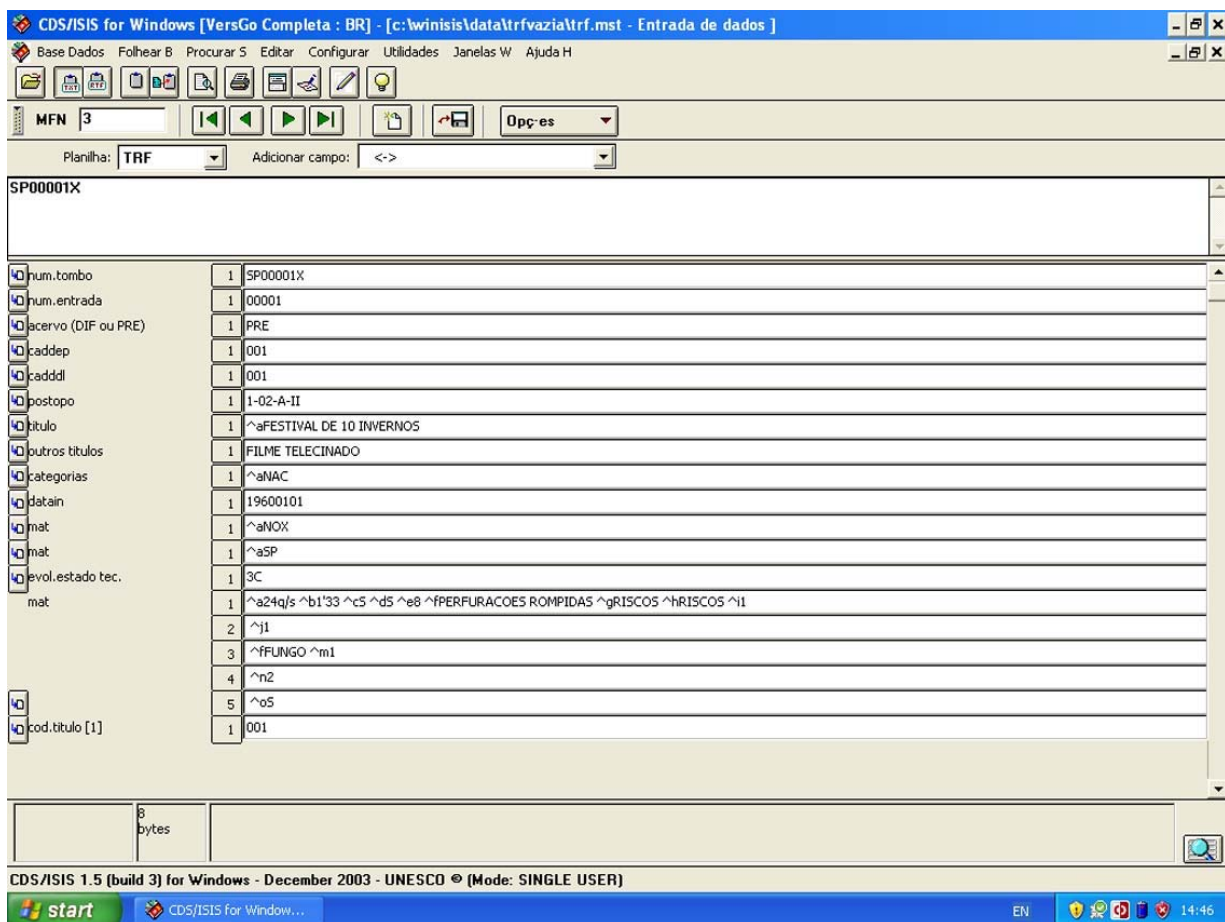 CDS/ISIS for Windows [VersGo Completa : BR] - [c:\winisis\data\trfvazia\trf.mst - Entrada de dados ]
Base Dados Folhear B Procurar S Editar Configurar Utilidades Janelas W Ajuda H
TXT RTF
MFN 3 Opç·es
Planilha: TRF Adicionar campo: <->
SP00001X
num.tombo 1 SP00001X
num.entrada 1 00001
acervo (DIF ou PRE) 1 PRE
caddep 1 001
cadddl 1 001
postopo 1 1-02-A-II
titulo 1 ^aFESTIVAL DE 10 INVERNOS
outros titulos 1 FILME TELECINADO
categorias 1 ^aNAC
datain 1 19600101
mat 1 ^aNOX
mat 1 ^aSP
evol.estado tec. 1 3C
mat 1 ^a24q/s ^b1'33 ^cS ^dS ^e8 ^fPERFURACOES ROMPIDAS ^gRISCOS ^hRISCOS ^i1
2 ^j1
3 ^fFUNGO ^m1
4 ^n2
5 ^oS
cod.titulo [1] 1 001
8
bytes
CDS/ISIS 1.5 (build 3) for Windows - December 2003 - UNESCO © (Mode: SINGLE USER)
start CDS/ISIS for Window... EN 14:46